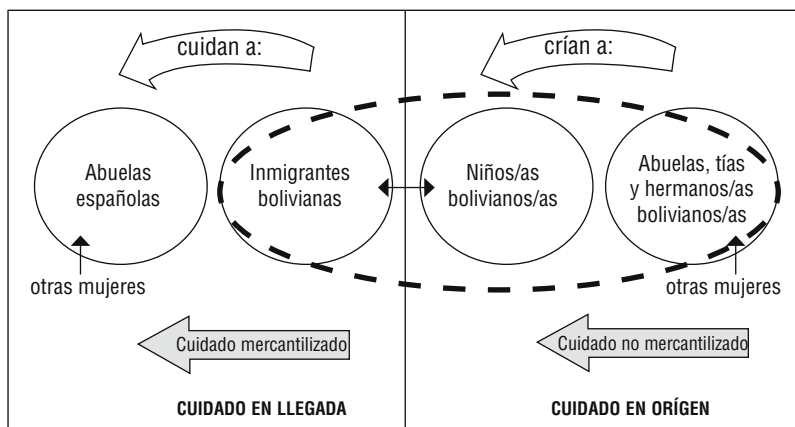 cuidan a:
crían a:
Abuelas
españolas
Inmigrantes
bolivianas
Niños/as
bolivianos/as
Abuelas, tías
y hermanos/as
bolivianos/as
otras mujeres
otras mujeres
Cuidado mercantilizado
Cuidado no mercantilizado
CUIDADO EN LLEGADA
CUIDADO EN ORÍGEN